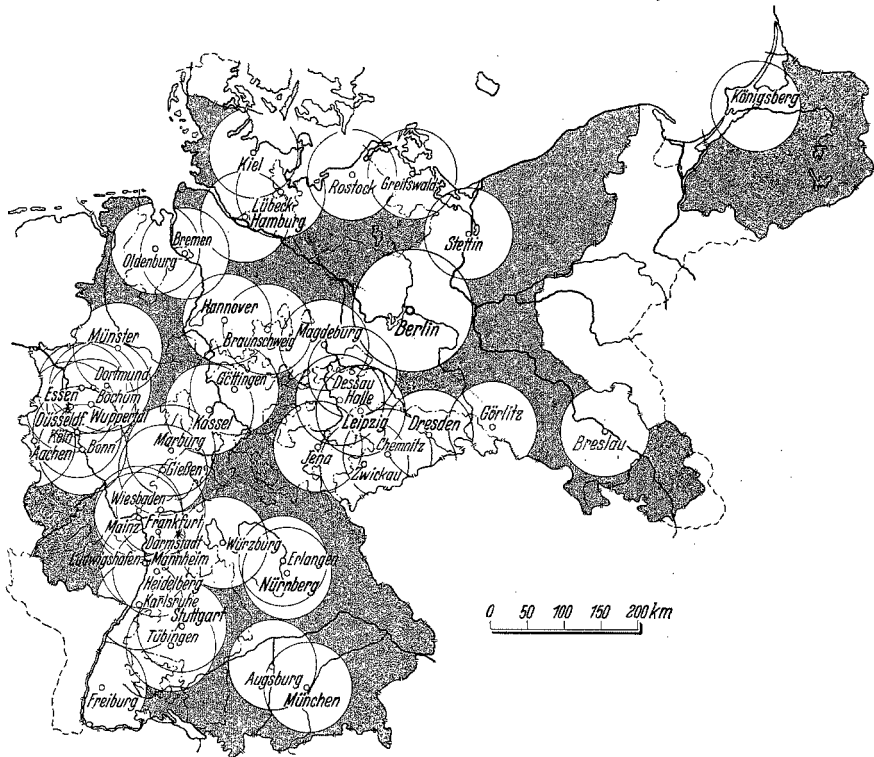 Königsberg
Kiel
Rostock
Greifswald
Lübeck
Hamburg
Stettin
Bremen
Oldenburg
Hannover
Berlin
Braunschweig
Magdeburg
Münster
Göttingen
Dessau
Halle
Dortmund
Essen
Bochum
Düsseldf.
Wuppertal
Kassel
Leipzig
Dresden
Görlitz
Breslau
Köln
Bonn
Aachen
Marburg
Chemnitz
Jena
Gießen
Zwickau
Wiesbaden
Mainz
Frankfurt
Darmstadt
Würzburg
Ludwigshafen
Mannheim
Erlangen
Nürnberg
Heidelberg
Karlsruhe
Stuttgart
Tübingen
0 50 100 150 200 km
Augsburg
Freiburg
München